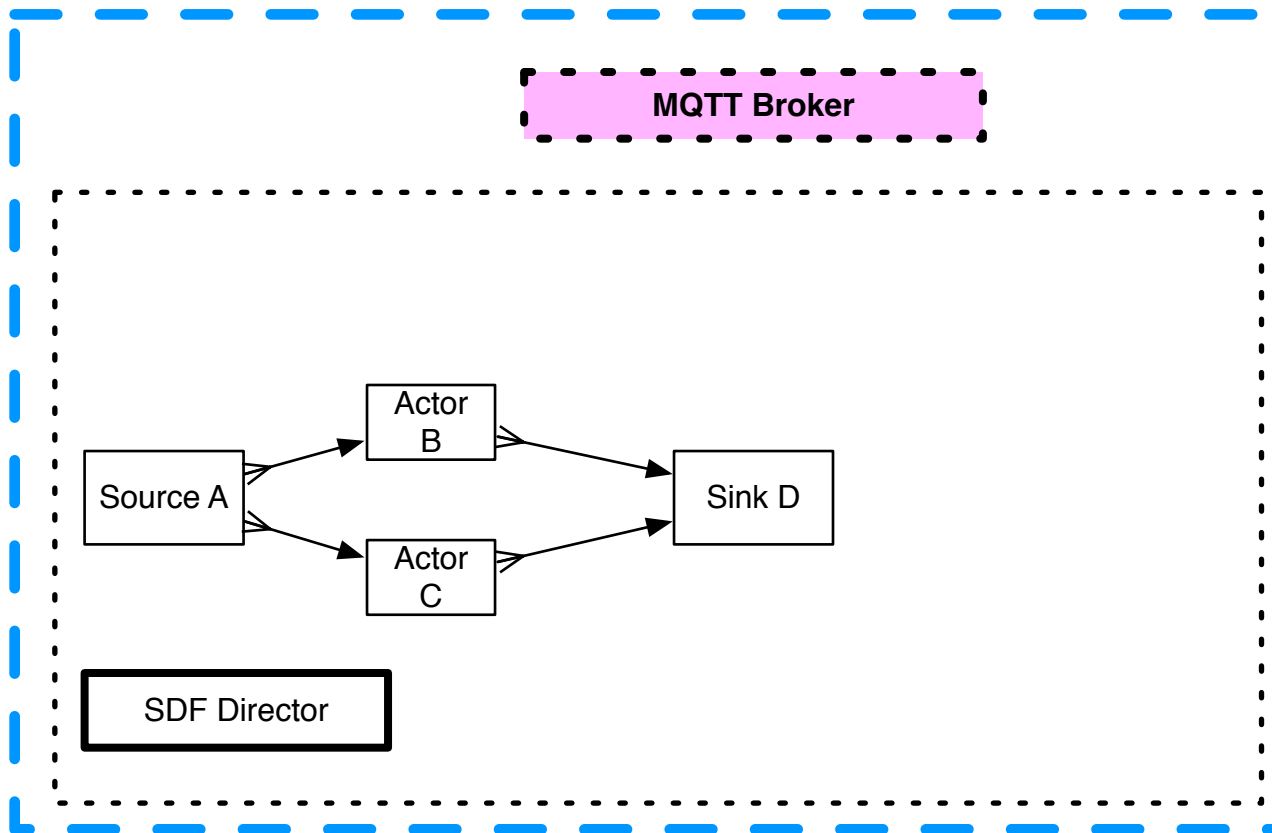 MQTT Broker
Actor
B
Source A
Sink D
Actor
C
SDF Director